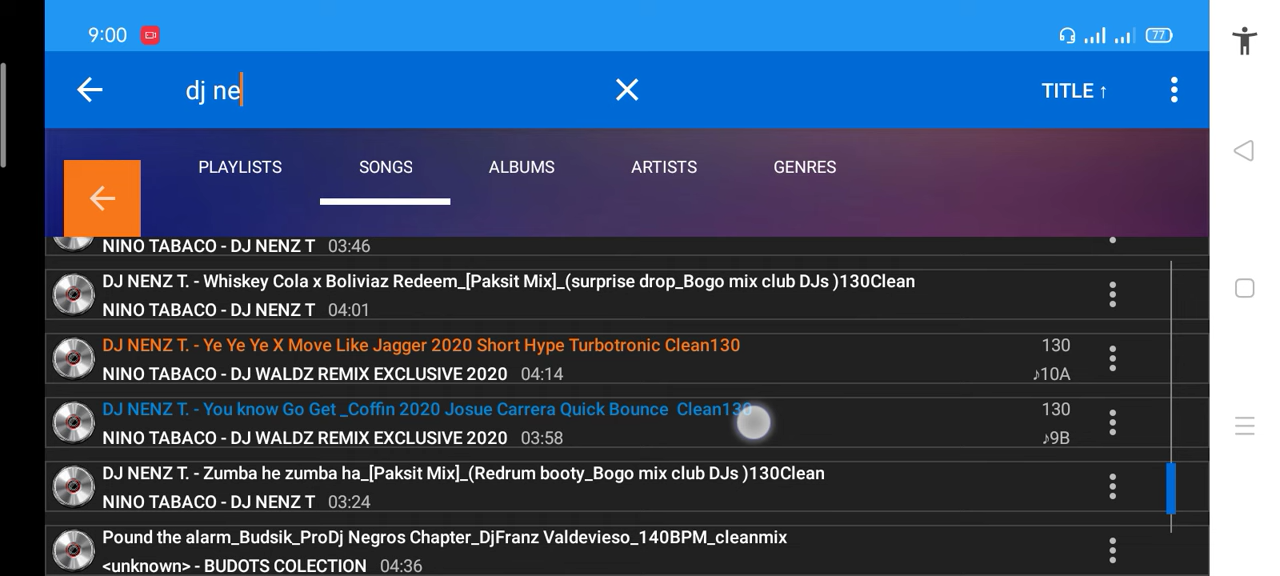 9:00
77
dj ne
TITLE ↑
PLAYLISTS SONGS ALBUMS ARTISTS GENRES
NINO TABACO - DJ NENZ T 03:46
DJ NENZ T. - Whiskey Cola x Boliviaz Redeem_[Paksit Mix]_(surprise drop_Bogo mix club DJs )130Clean
NINO TABACO - DJ NENZ T 04:01
DJ NENZ T. - Ye Ye Ye X Move Like Jagger 2020 Short Hype Turbotronic Clean130 130
NINO TABACO - DJ WALDZ REMIX EXCLUSIVE 2020 04:14 ♪10A
DJ NENZ T. - You know Go Get _Coffin 2020 Josue Carrera Quick Bounce Clean130 130
NINO TABACO - DJ WALDZ REMIX EXCLUSIVE 2020 03:58 ♪9B
DJ NENZ T. - Zumba he zumba ha_[Paksit Mix]_(Redrum booty_Bogo mix club DJs )130Clean
NINO TABACO - DJ NENZ T 03:24
Pound the alarm_Budsik_ProDj Negros Chapter_DjFranz Valdevieso_140BPM_cleanmix
<unknown> - BUDOTS COLECTION 04:36